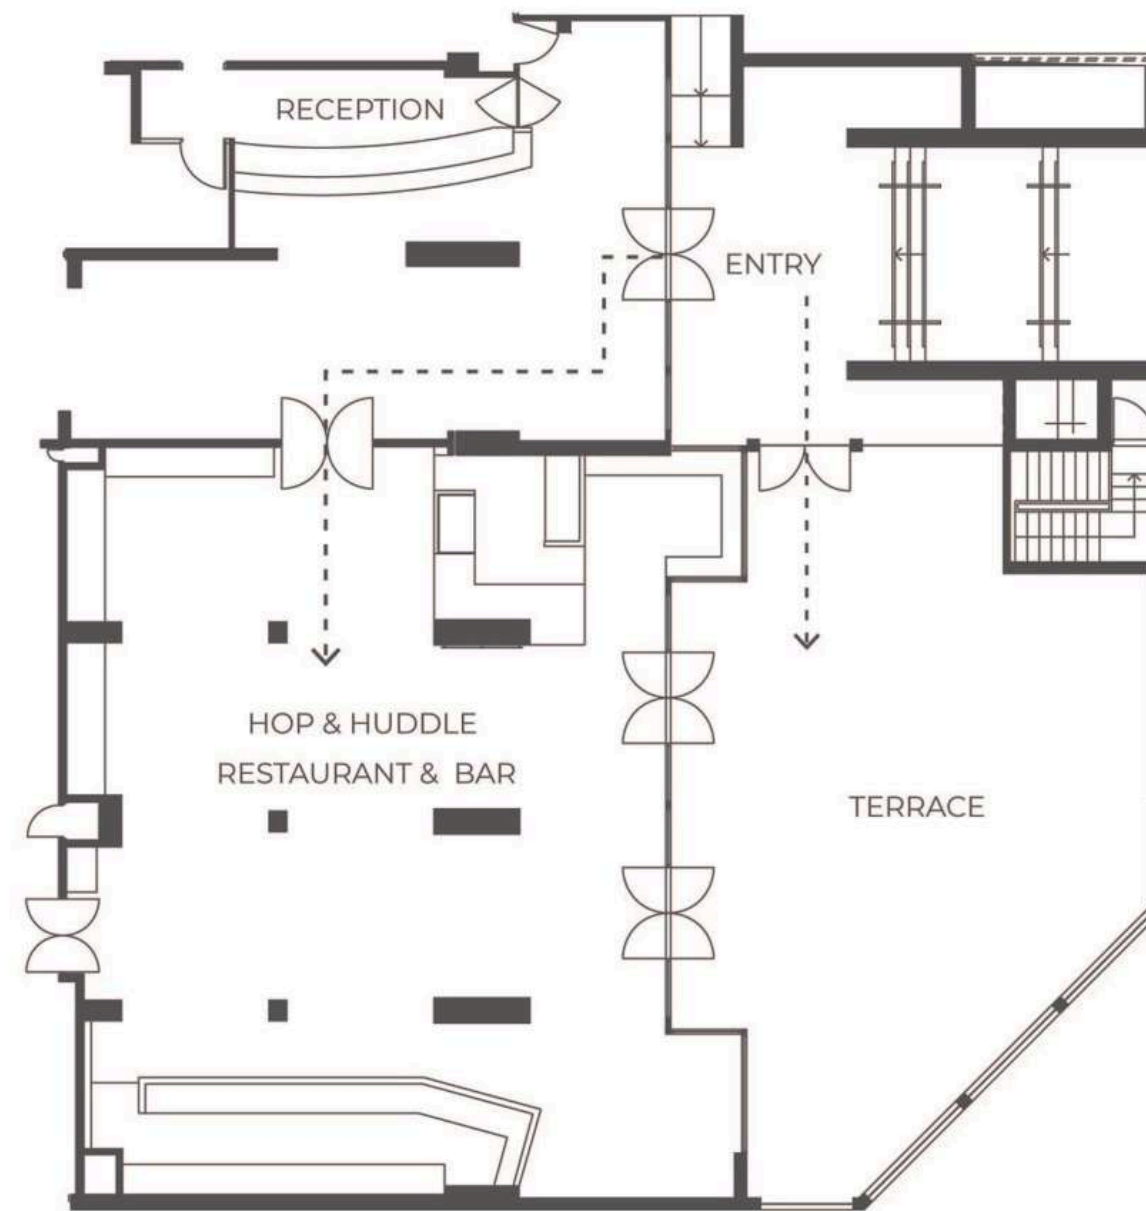 RECEPTION
ENTRY
HOP & HUDDLE
RESTAURANT & BAR
TERRACE